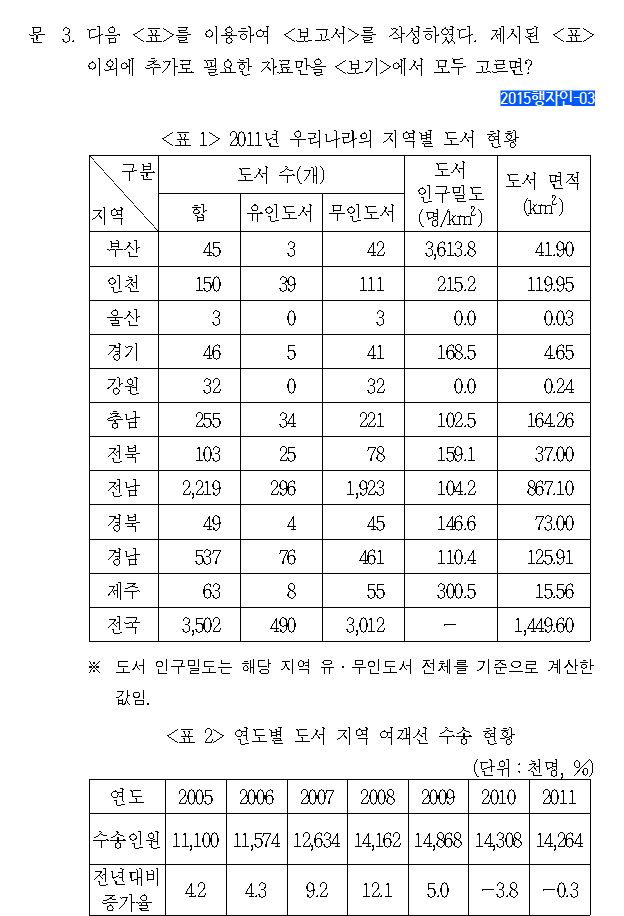 문 3. 다음 <표>를 이용하여 <보고서>를 작성하였다. 제시된 <표>
이외에 추가로 필요한 자료만을 <보기>에서 모두 고르면?
2015행자인-03
<표 1> 2011년 우리나라의 지역별 도서 현황
구분 지역 도서 수(개) 도서 인구밀도 (명/km²) 도서 면적 (km²)
합 유인도서 무인도서
부산 45 3 42 3,613.8 41.90
인천 150 39 111 215.2 119.95
울산 3 0 3 0.0 0.03
경기 46 5 41 168.5 4.65
강원 32 0 32 0.0 0.24
충남 255 34 221 102.5 164.26
전북 103 25 78 159.1 37.00
전남 2,219 296 1,923 104.2 867.10
경북 49 4 45 146.6 73.00
경남 537 76 461 110.4 125.91
제주 63 8 55 300.5 15.56
전국 3,502 490 3,012 － 1,449.60
※ 도서 인구밀도는 해당 지역 유·무인도서 전체를 기준으로 계산한
값임.
<표 2> 연도별 도서 지역 여객선 수송 현황
(단위 : 천명, %)
연도 2005 2006 2007 2008 2009 2010 2011
수송인원 11,100 11,574 12,634 14,162 14,868 14,308 14,264
전년대비 증가율 4.2 4.3 9.2 12.1 5.0 －3.8 －0.3